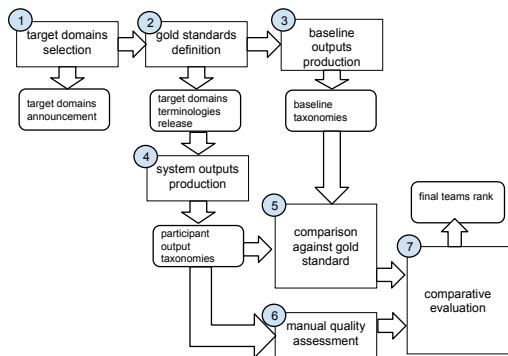 1
target domains
selection
2
gold standards
definition
3
baseline
outputs
production
target domains
announcement
target domains
terminologies
release
baseline
taxonomies
4
system outputs
production
participant
output
taxonomies
5
comparison
against gold
standard
final teams rank
7
comparative
evaluation
6
manual quality
assessment